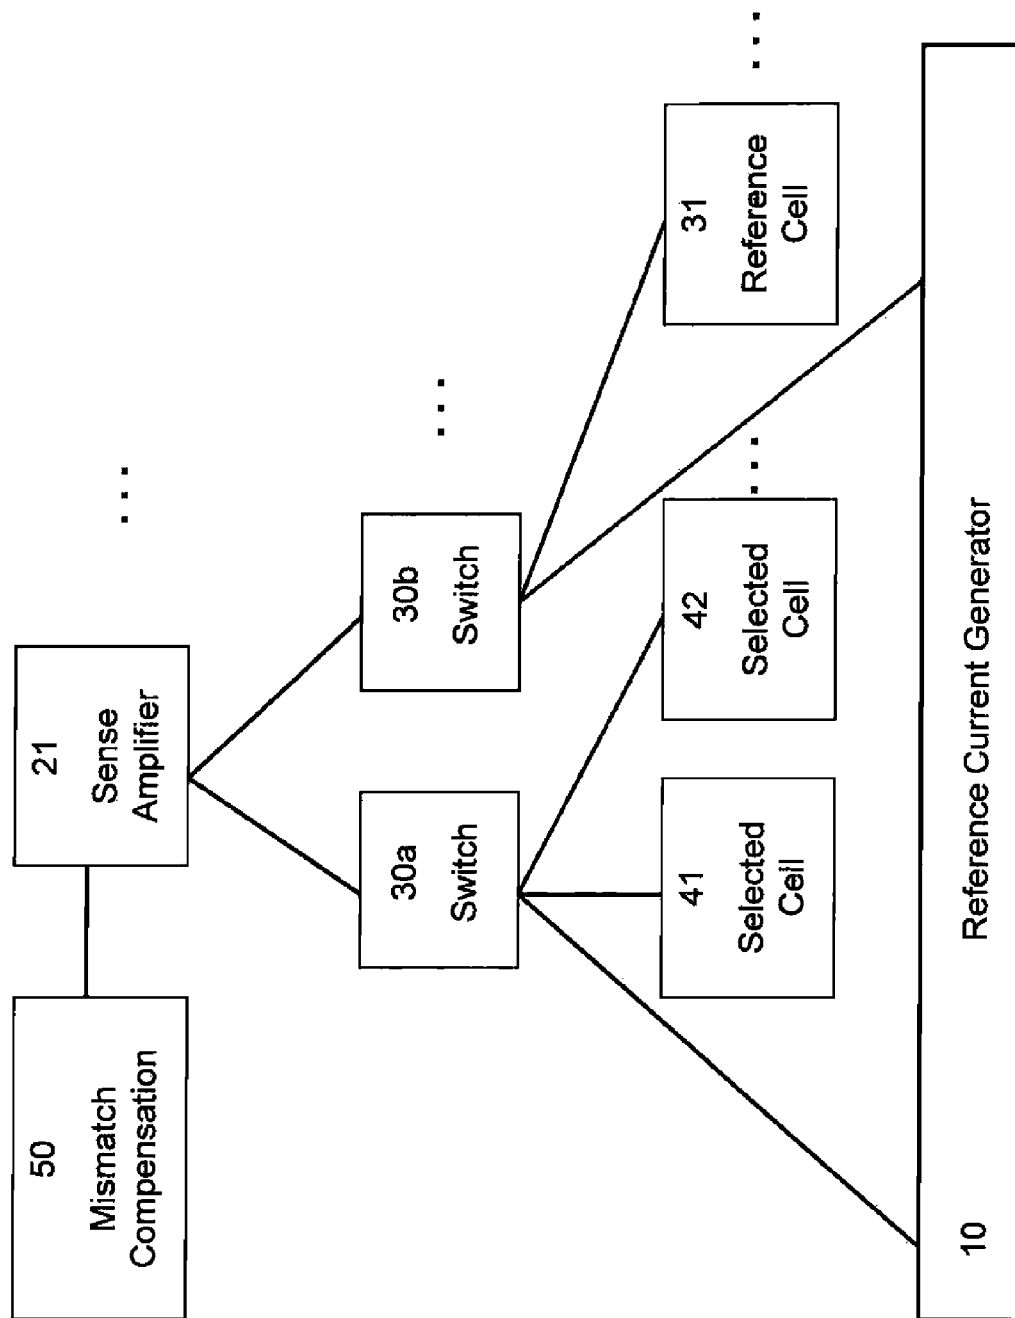 50
Mismatch
Compensation
21
Sense
Amplifier
...
30a
Switch
30b
Switch
...
41
Selected
Cell
42
Selected
Cell
...
31
Reference
Cell
...
10
Reference Current Generator